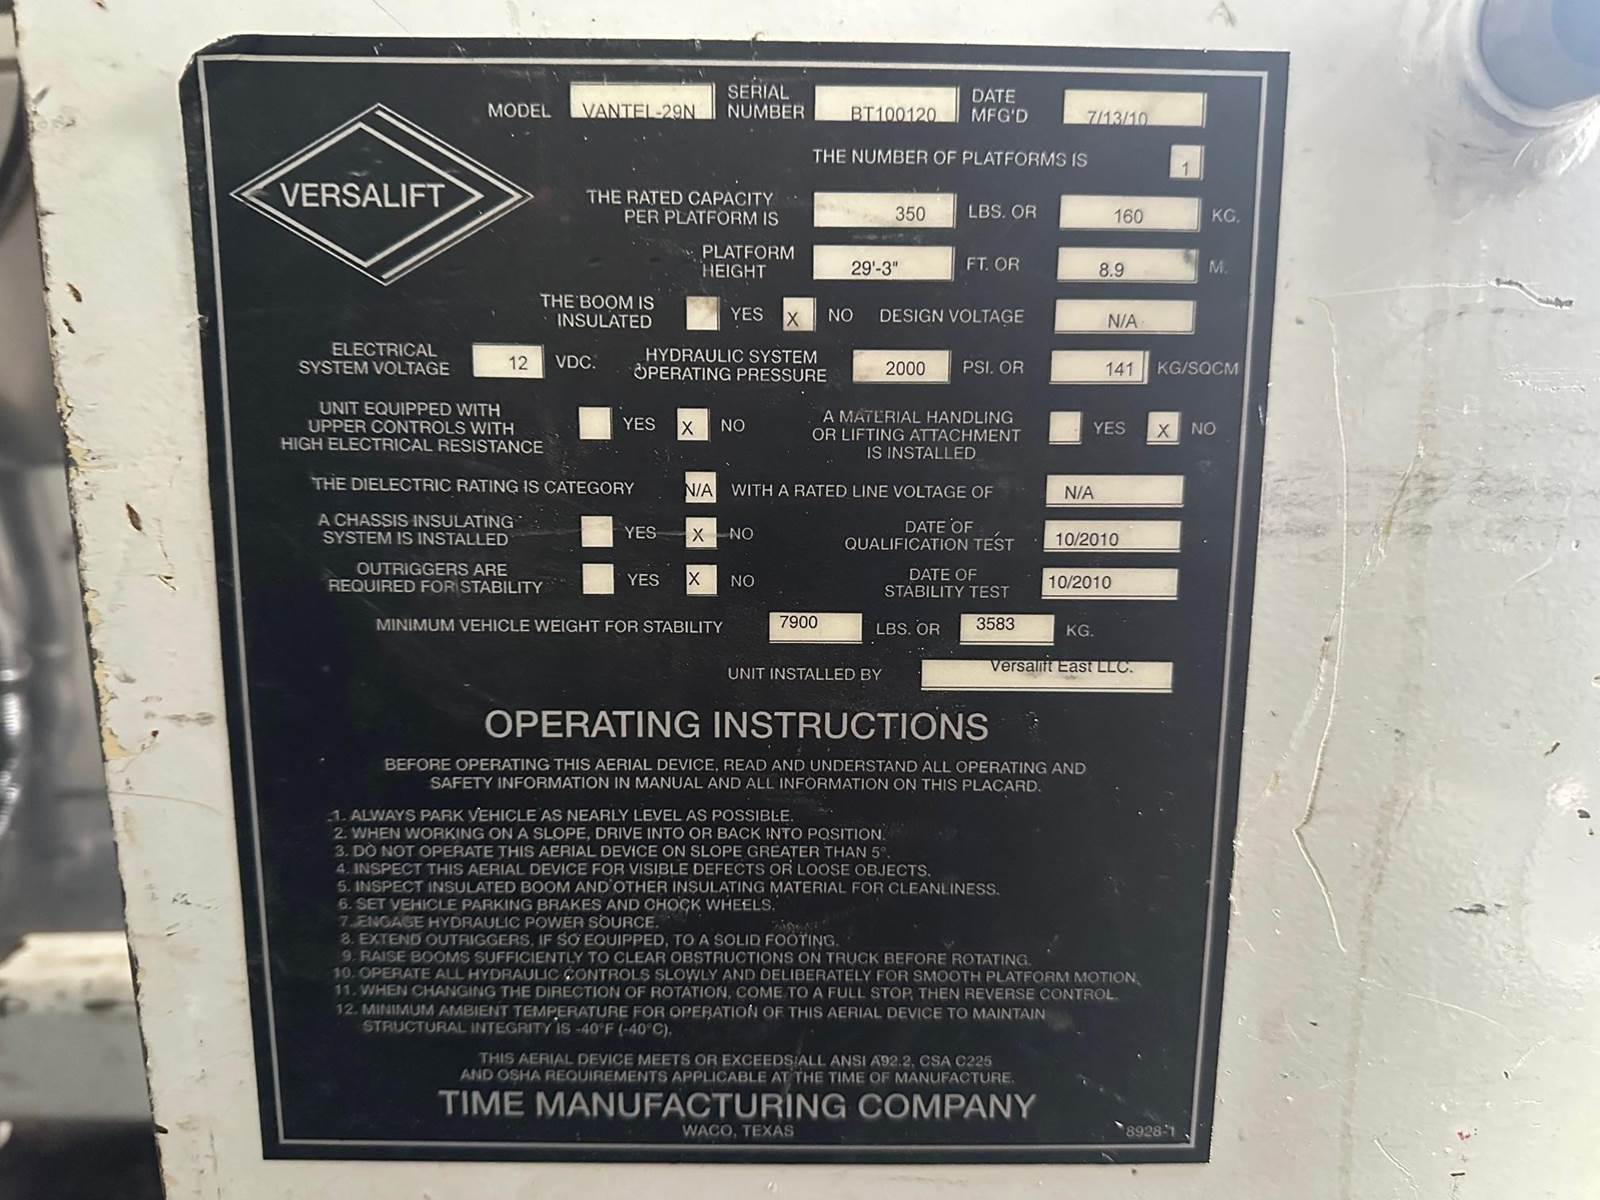 VERSALIFT
MODEL VANTEL-29N SERIAL NUMBER BT100120 DATE MFG'D 7/13/10
THE NUMBER OF PLATFORMS IS 1
THE RATED CAPACITY PER PLATFORM IS 350 LBS. OR 160 KG.
PLATFORM HEIGHT 29'-3" FT. OR 8.9 M.
THE BOOM IS INSULATED YES X NO DESIGN VOLTAGE N/A
ELECTRICAL SYSTEM VOLTAGE 12 VDC. HYDRAULIC SYSTEM OPERATING PRESSURE 2000 PSI. OR 141 KG/SQCM
UNIT EQUIPPED WITH UPPER CONTROLS WITH HIGH ELECTRICAL RESISTANCE YES X NO A MATERIAL HANDLING OR LIFTING ATTACHMENT IS INSTALLED YES X NO
THE DIELECTRIC RATING IS CATEGORY N/A WITH A RATED LINE VOLTAGE OF N/A
A CHASSIS INSULATING SYSTEM IS INSTALLED YES X NO DATE OF QUALIFICATION TEST 10/2010
OUTRIGGERS ARE REQUIRED FOR STABILITY YES X NO DATE OF STABILITY TEST 10/2010
MINIMUM VEHICLE WEIGHT FOR STABILITY 7900 LBS. OR 3583 KG.
UNIT INSTALLED BY Versalift East LLC.
OPERATING INSTRUCTIONS
BEFORE OPERATING THIS AERIAL DEVICE, READ AND UNDERSTAND ALL OPERATING AND
SAFETY INFORMATION IN MANUAL AND ALL INFORMATION ON THIS PLACARD.
1. ALWAYS PARK VEHICLE AS NEARLY LEVEL AS POSSIBLE.
2. WHEN WORKING ON A SLOPE, DRIVE INTO OR BACK INTO POSITION.
3. DO NOT OPERATE THIS AERIAL DEVICE ON SLOPE GREATER THAN 5°.
4. INSPECT THIS AERIAL DEVICE FOR VISIBLE DEFECTS OR LOOSE OBJECTS.
5. INSPECT INSULATED BOOM AND OTHER INSULATING MATERIAL FOR CLEANLINESS.
6. SET VEHICLE PARKING BRAKES AND CHOCK WHEELS.
7. ENGAGE HYDRAULIC POWER SOURCE.
8. EXTEND OUTRIGGERS, IF SO EQUIPPED, TO A SOLID FOOTING.
9. RAISE BOOMS SUFFICIENTLY TO CLEAR OBSTRUCTIONS ON TRUCK BEFORE ROTATING.
10. OPERATE ALL HYDRAULIC CONTROLS SLOWLY AND DELIBERATELY FOR SMOOTH PLATFORM MOTION.
11. WHEN CHANGING THE DIRECTION OF ROTATION, COME TO A FULL STOP, THEN REVERSE CONTROL.
12. MINIMUM AMBIENT TEMPERATURE FOR OPERATION OF THIS AERIAL DEVICE TO MAINTAIN
STRUCTURAL INTEGRITY IS -40°F (-40°C).
THIS AERIAL DEVICE MEETS OR EXCEEDS ALL ANSI A92.2, CSA C225
AND OSHA REQUIREMENTS APPLICABLE AT THE TIME OF MANUFACTURE.
TIME MANUFACTURING COMPANY
WACO, TEXAS
8928-1